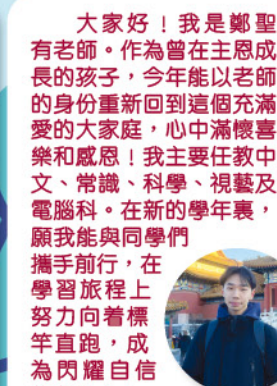 大家好！我是鄭聖
有老師。作為曾在主恩成
長的孩子，今年能以老師
的身份重新回到這個充滿
愛的大家庭，心中滿懷喜
樂和感恩！我主要任教中
文、常識、科學、視藝及
電腦科。在新的學年裏，
願我能與同學們
攜手前行，在
學習旅程上
努力向着標
竿直跑，成
為閃耀自信